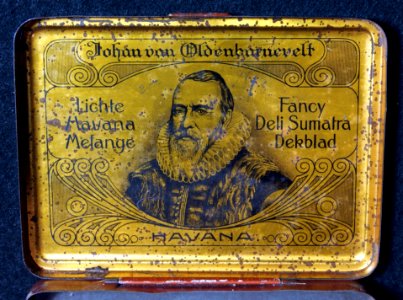 Johan van Oldenbarnevelt
Lichte
Havana
Melange
Fancy
Deli Sumatra
Dekblad
HAVANA